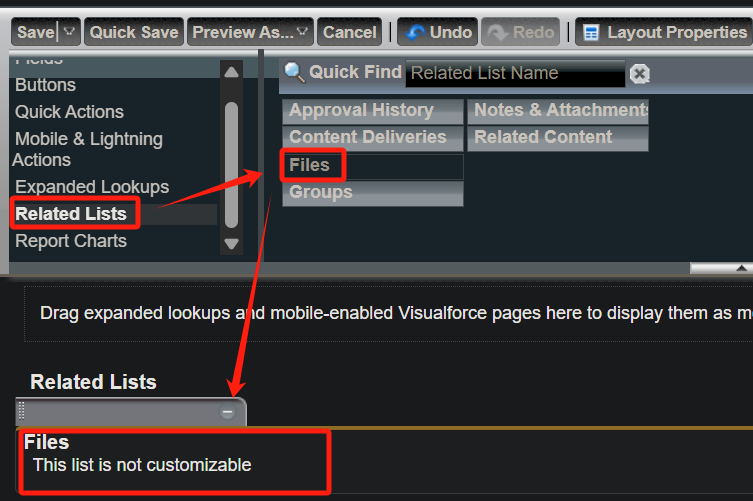 Save Quick Save Preview As... Cancel Undo Redo Layout Properties
Fields
Buttons
Quick Actions
Mobile & Lightning
Actions
Expanded Lookups
Related Lists
Report Charts
Quick Find Related List Name
Approval History Notes & Attachments
Content Deliveries Related Content
Files
Groups
Drag expanded lookups and mobile-enabled Visualforce pages here to display them as
Related Lists
Files
This list is not customizable